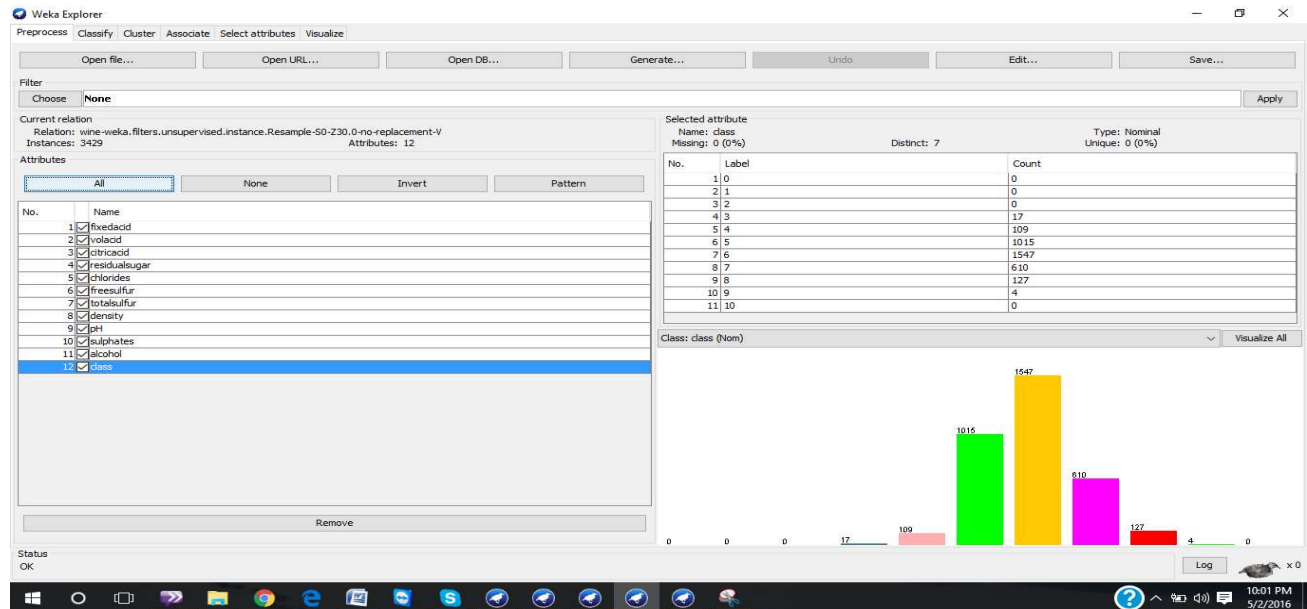 Weka Explorer
Preprocess Classify Cluster Associate Select attributes Visualize
Open file... Open URL... Open DB... Generate... Undo Edit... Save...
Filter
Choose None Apply
Current relation
Relation: wine-weka.filters.unsupervised.instance.Resample-S0-Z30.0-no-replacement-V
Instances: 3429 Attributes: 12
Attributes
All None Invert Pattern
No. Name
1 fixedacid
2 volacid
3 citricacid
4 residualsugar
5 chlorides
6 freesulfur
7 totalsulfur
8 density
9 pH
10 sulphates
11 alcohol
12 class
Remove
Selected attribute
Name: class Type: Nominal
Missing: 0 (0%) Distinct: 7 Unique: 0 (0%)
No. Label Count
1 0 0
2 1 0
3 2 0
4 3 17
5 4 109
6 5 1015
7 6 1547
8 7 610
9 8 127
10 9 4
11 10 0
Class: class (Nom) Visualize All
0 0 0 17 109 1015 1547 610 127 4 0
Status
OK
Log x 0
10:01 PM
5/2/2016